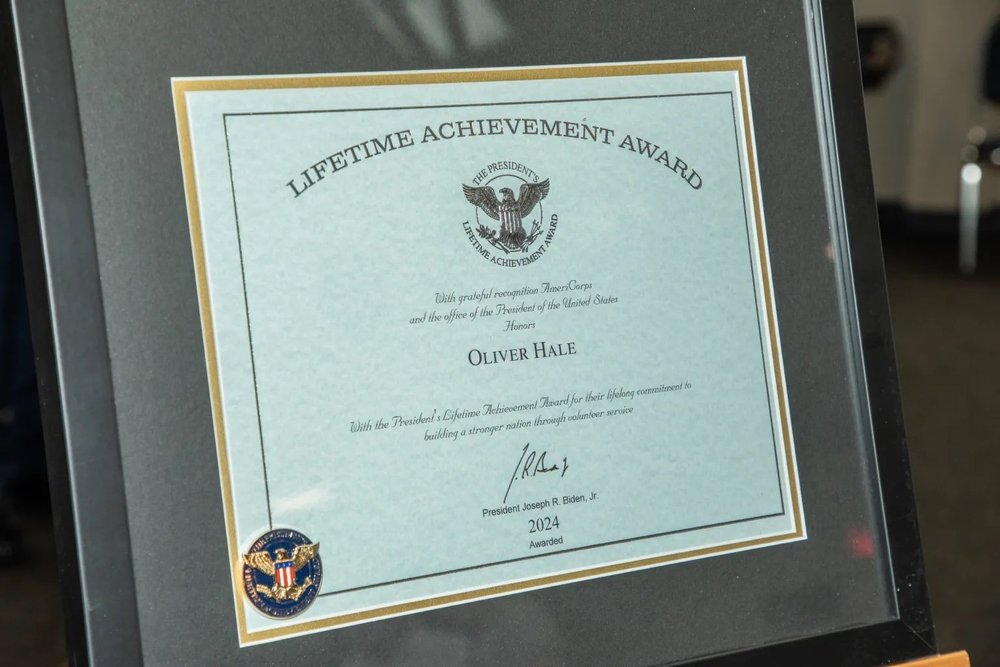 LIFETIME ACHIEVEMENT AWARD
THE PRESIDENT'S
LIFETIME ACHIEVEMENT AWARD
With grateful recognition AmeriCorps
and the office of the President of the United States
Honors
OLIVER HALE
With the President's Lifetime Achievement Award for their lifelong commitment to
building a stronger nation through volunteer service
President Joseph R. Biden, Jr.
2024
Awarded